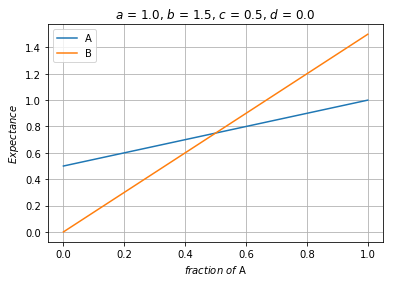 a = 1.0, b = 1.5, c = 0.5, d = 0.0
A
B
Expectance
1.4
1.2
1.0
0.8
0.6
0.4
0.2
0.0
0.0 0.2 0.4 0.6 0.8 1.0
fraction of A